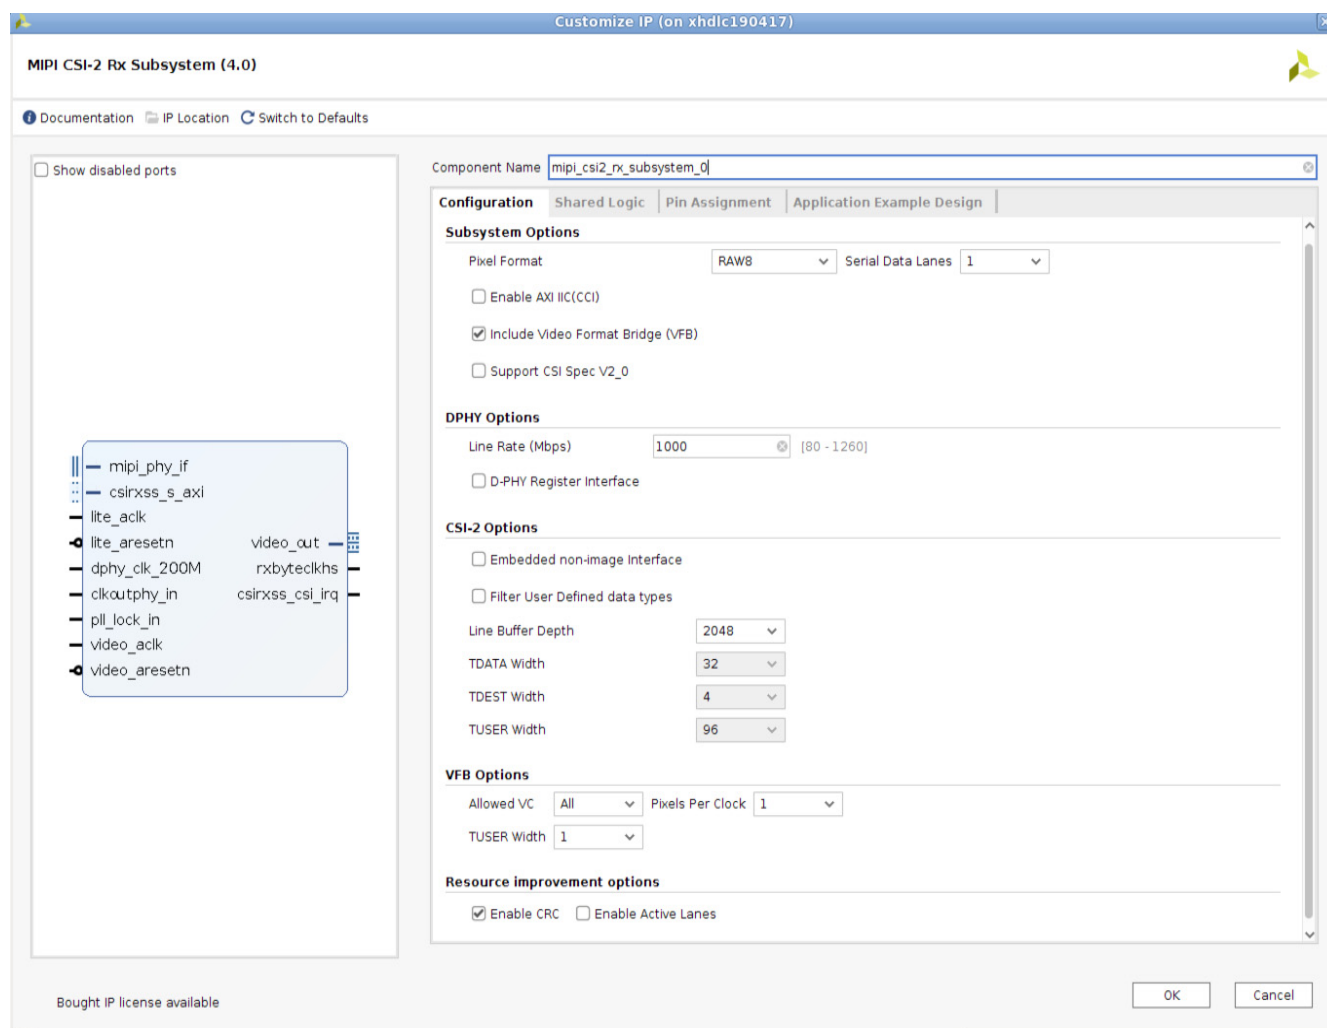 Customize IP (on xhdlc190417)
MIPI CSI-2 Rx Subsystem (4.0)
Documentation IP Location Switch to Defaults
Show disabled ports
mipi_phy_if
csirxss_s_axi
lite_aclk
lite_aresetn video_out
dphy_clk_200M rxbyteclkhs
clkoutphy_in csirxss_csi_irq
pll_lock_in
video_aclk
video_aresetn
Component Name mipi_csi2_rx_subsystem_0
Configuration Shared Logic Pin Assignment Application Example Design
Subsystem Options
Pixel Format RAW8 Serial Data Lanes 1
Enable AXI IIC(CCI)
Include Video Format Bridge (VFB)
Support CSI Spec V2_0
DPHY Options
Line Rate (Mbps) 1000 [80 - 1260]
D-PHY Register Interface
CSI-2 Options
Embedded non-image Interface
Filter User Defined data types
Line Buffer Depth 2048
TDATA Width 32
TDEST Width 4
TUSER Width 96
VFB Options
Allowed VC All Pixels Per Clock 1
TUSER Width 1
Resource improvement options
Enable CRC Enable Active Lanes
Bought IP license available
OK Cancel